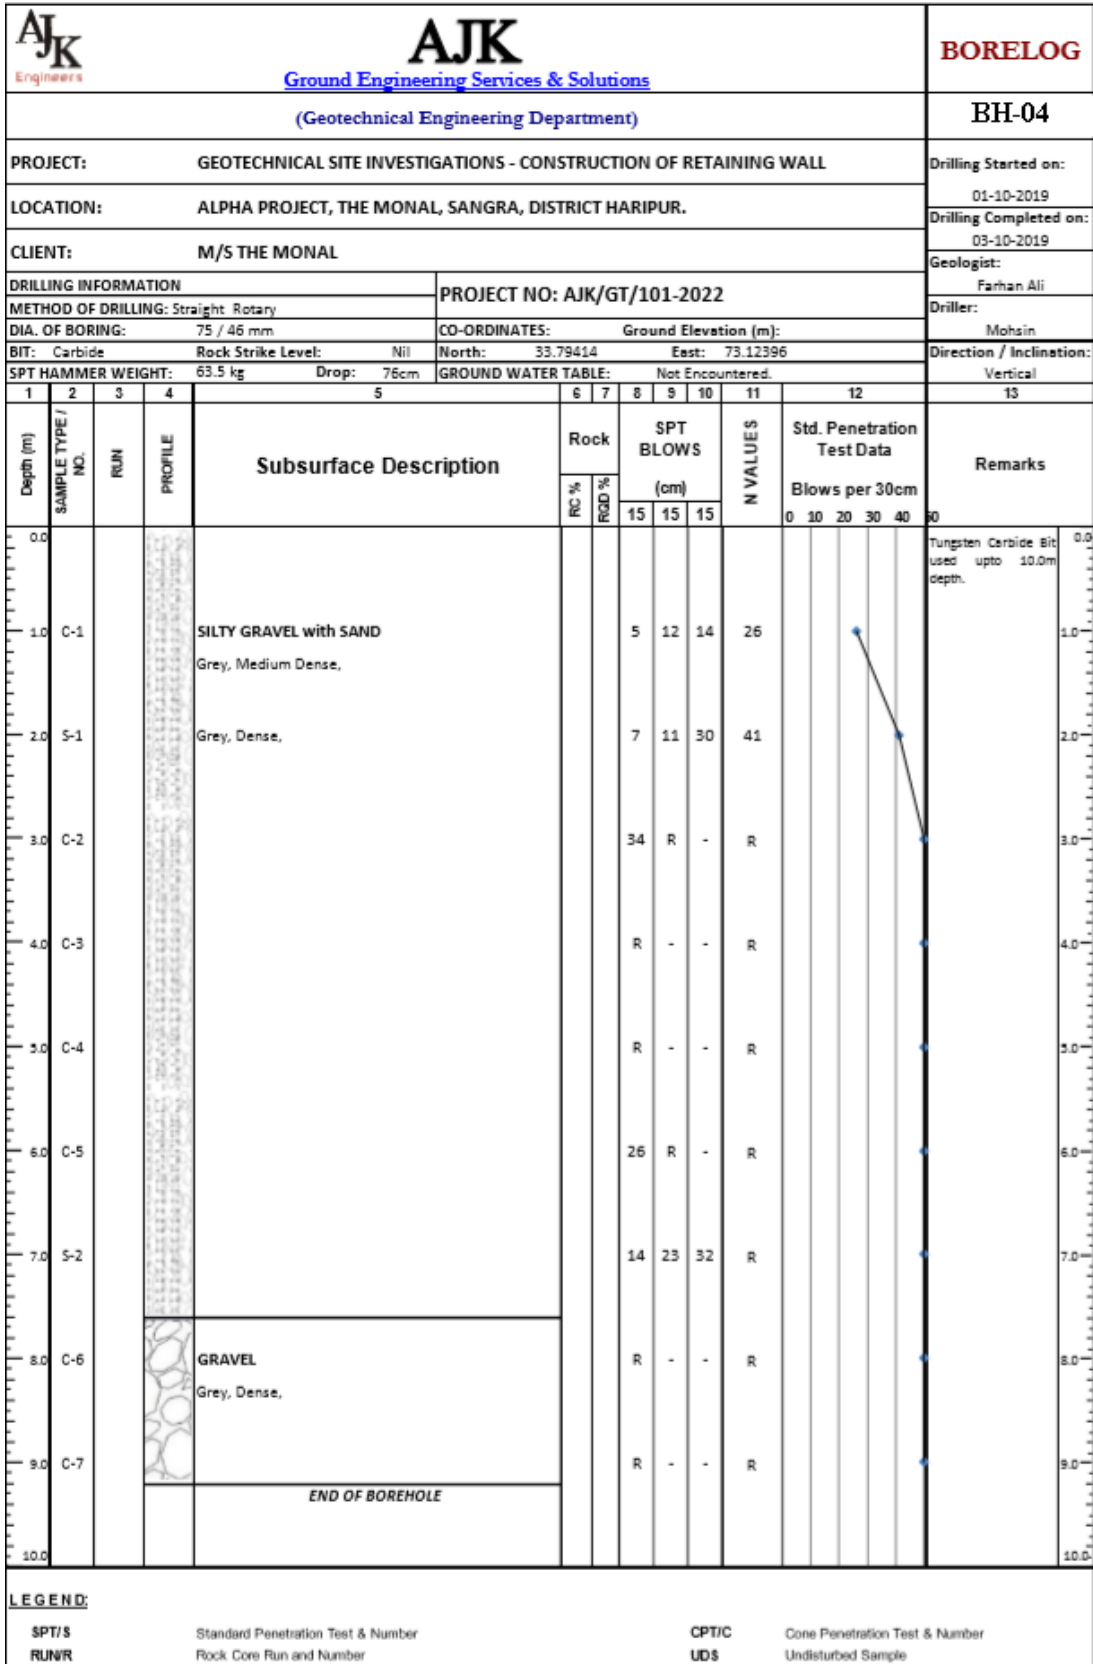 AJK
Engineers
AJK
Ground Engineering Services & Solutions
BORELOG
(Geotechnical Engineering Department)
BH-04
PROJECT: GEOTECHNICAL SITE INVESTIGATIONS - CONSTRUCTION OF RETAINING WALL
Drilling Started on:
01-10-2019
LOCATION: ALPHA PROJECT, THE MONAL, SANGRA, DISTRICT HARIPUR.
Drilling Completed on:
03-10-2019
CLIENT: M/S THE MONAL
Geologist:
Farhan Ali
DRILLING INFORMATION
PROJECT NO: AJK/GT/101-2022
METHOD OF DRILLING: Straight Rotary
Driller:
Mohsin
DIA. OF BORING: 75 / 46 mm CO-ORDINATES: Ground Elevation (m):
BIT: Carbide Rock Strike Level: Nil North: 33.79414 East: 73.12396
Direction / Inclination:
Vertical
SPT HAMMER WEIGHT: 63.5 kg Drop: 76cm GROUND WATER TABLE: Not Encountered.
1 2 3 4 5 6 7 8 9 10 11 12 13
Depth (m)
SAMPLE TYPE / NO.
RUN
PROFILE
Subsurface Description
Rock
RC %
RQD %
SPT BLOWS
(cm)
15 15 15
N VALUES
Std. Penetration
Test Data
Blows per 30cm
0 10 20 30 40 50
Remarks
0.0 0.0
Tungsten Carbide Bit
used upto 10.0m
depth.
1.0 C-1 SILTY GRAVEL with SAND 5 12 14 26 1.0
Grey, Medium Dense,
2.0 S-1 Grey, Dense, 7 11 30 41 2.0
3.0 C-2 34 R - R 3.0
4.0 C-3 R - - R 4.0
5.0 C-4 R - - R 5.0
6.0 C-5 26 R - R 6.0
7.0 S-2 14 23 32 R 7.0
8.0 C-6 GRAVEL R - - R 8.0
Grey, Dense,
9.0 C-7 R - - R 9.0
END OF BOREHOLE
10.0 10.0
LEGEND:
SPT/S Standard Penetration Test & Number CPT/C Cone Penetration Test & Number
RUN/R Rock Core Run and Number UDS Undisturbed Sample